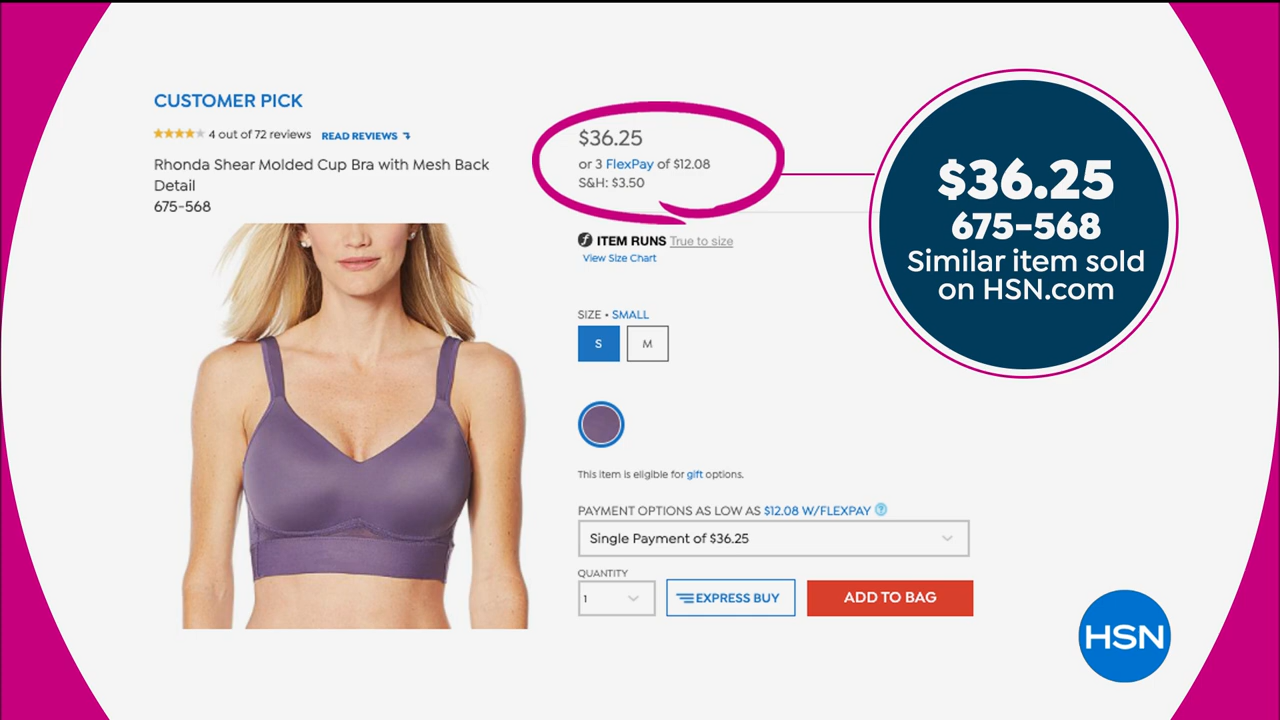 CUSTOMER PICK
4 out of 72 reviews READ REVIEWS
Rhonda Shear Molded Cup Bra with Mesh Back
Detail
675-568
$36.25
or 3 FlexPay of $12.08
S&H: $3.50
ITEM RUNS True to size
View Size Chart
SIZE • SMALL
S M
This item is eligible for gift options.
PAYMENT OPTIONS AS LOW AS $12.08 W/FLEXPAY ?
Single Payment of $36.25
QUANTITY
1 EXPRESS BUY ADD TO BAG
$36.25
675-568
Similar item sold
on HSN.com
HSN